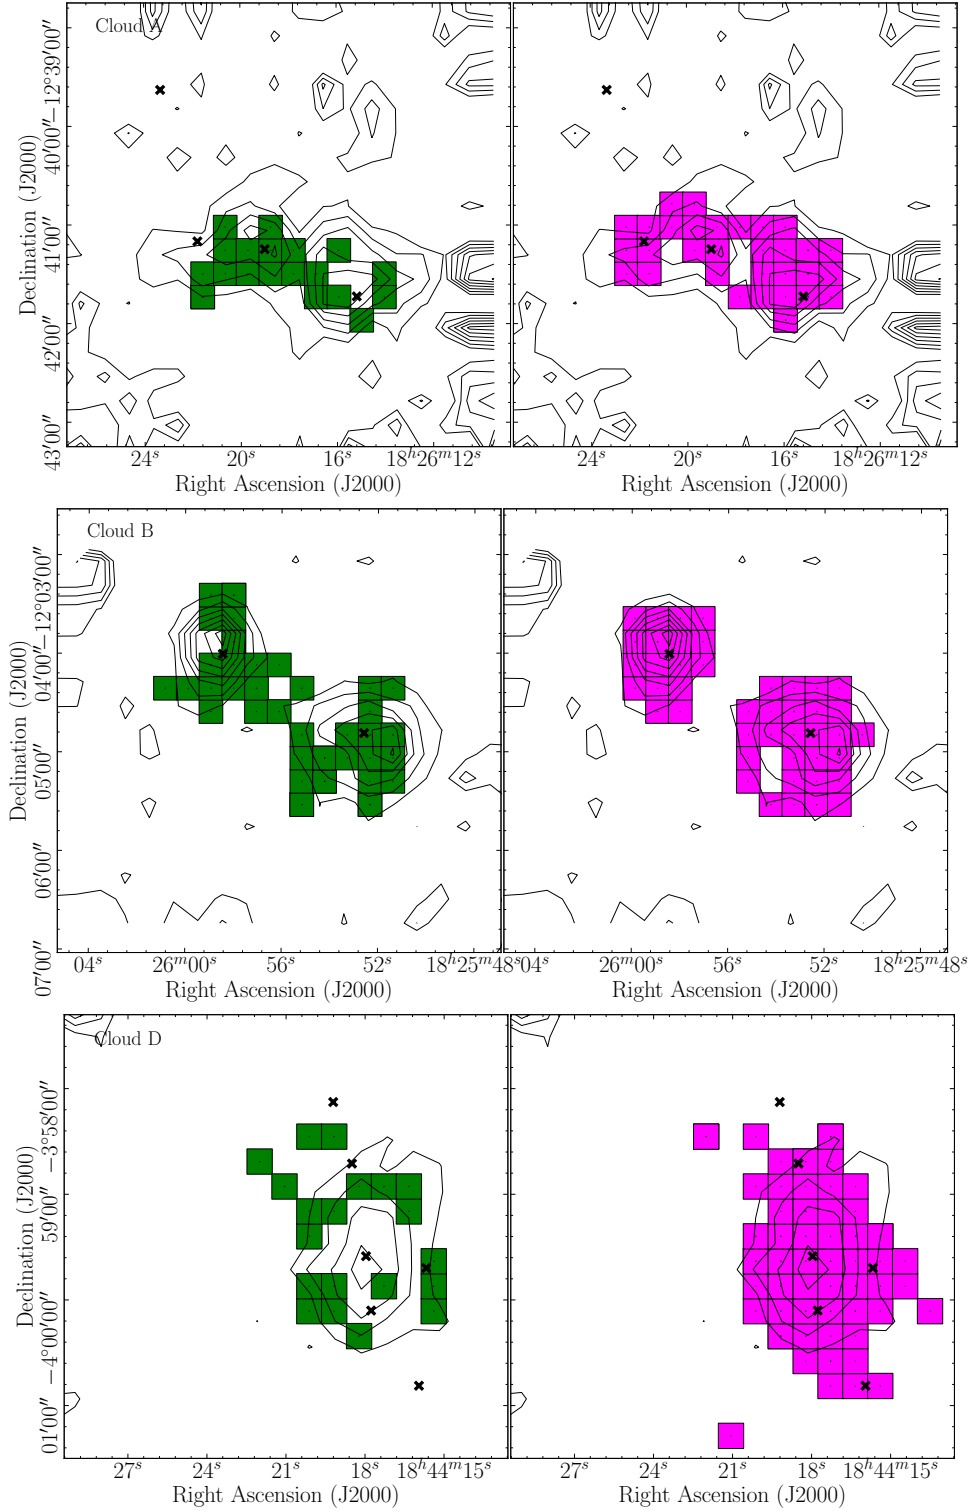 Cloud A
Declination (J2000)
−12°39′00″
40′00″
41′00″
42′00″
43′00″
24ˢ 20ˢ 16ˢ 18ʰ26ᵐ12ˢ
24ˢ 20ˢ 16ˢ 18ʰ26ᵐ12ˢ
Right Ascension (J2000)
Right Ascension (J2000)
Cloud B
Declination (J2000)
−12°03′00″
04′00″
05′00″
06′00″
07′00″
04ˢ 26ᵐ00ˢ 56ˢ 52ˢ 18ʰ25ᵐ48ˢ
04ˢ 26ᵐ00ˢ 56ˢ 52ˢ 18ʰ25ᵐ48ˢ
Right Ascension (J2000)
Right Ascension (J2000)
Cloud D
Declination (J2000)
−3°58′00″
59′00″
−4°00′00″
01′00″
27ˢ 24ˢ 21ˢ 18ˢ 18ʰ44ᵐ15ˢ
27ˢ 24ˢ 21ˢ 18ˢ 18ʰ44ᵐ15ˢ
Right Ascension (J2000)
Right Ascension (J2000)